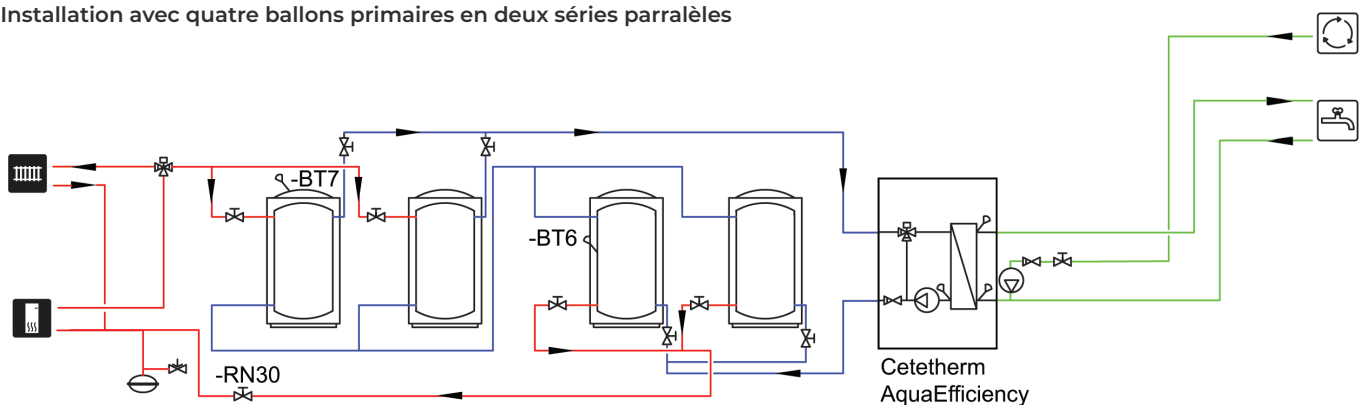 Installation avec quatre ballons primaires en deux séries parralèles
-BT7
-BT6
-RN30
Cetetherm
AquaEfficiency